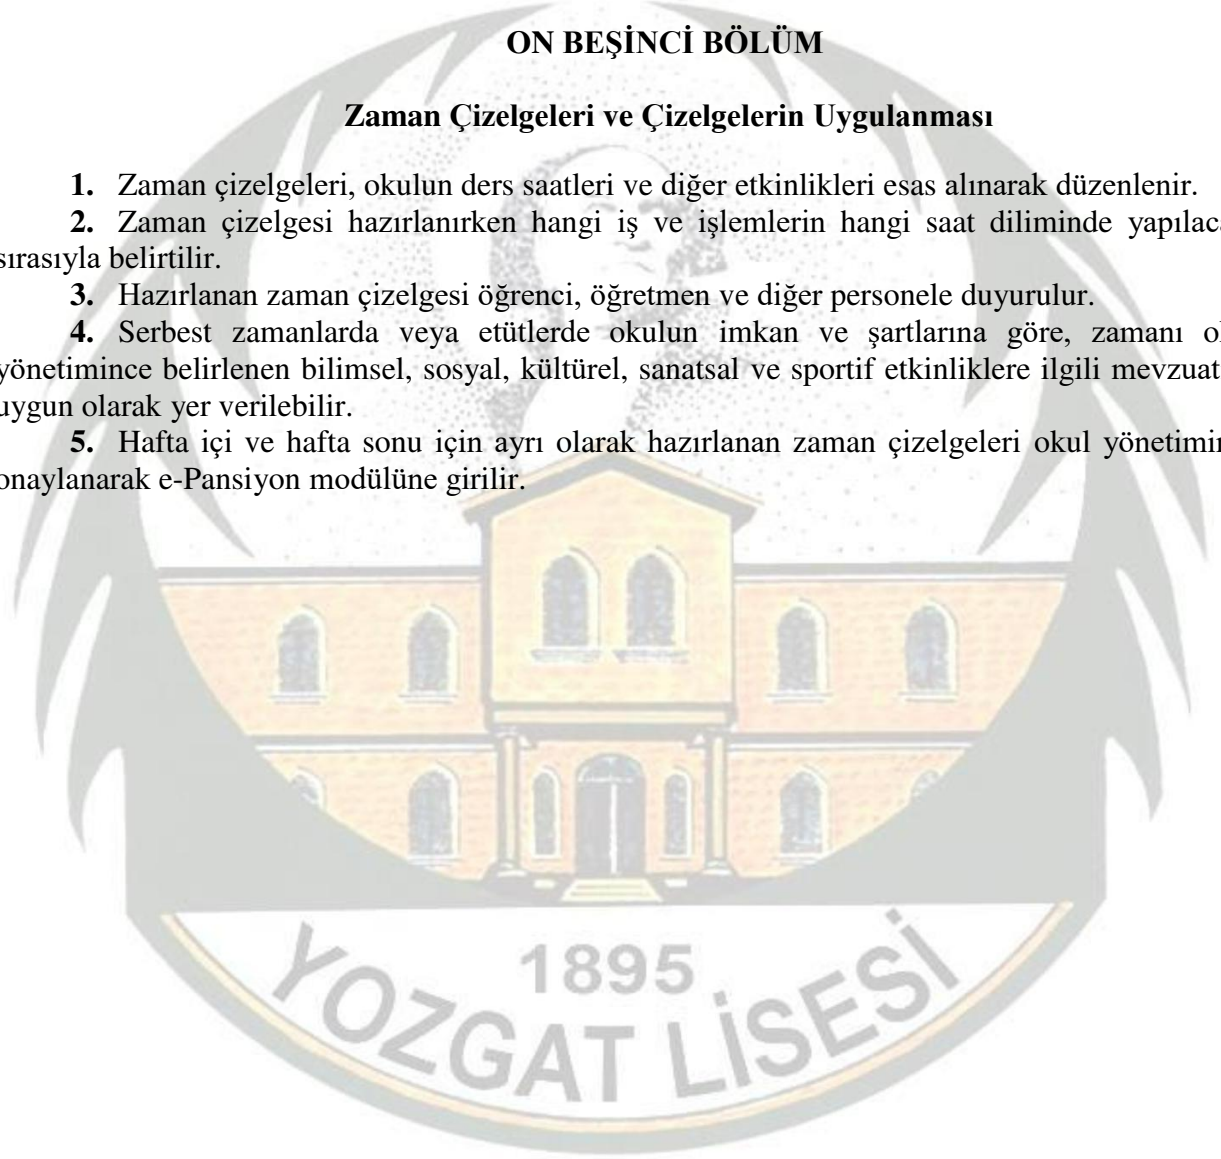 ON BEŞİNCİ BÖLÜM
Zaman Çizelgeleri ve Çizelgelerin Uygulanması
1. Zaman çizelgeleri, okulun ders saatleri ve diğer etkinlikleri esas alınarak düzenlenir.
2. Zaman çizelgesi hazırlanırken hangi iş ve işlemlerin hangi saat diliminde
sırasıyla belirtilir.
3. Hazırlanan zaman çizelgesi öğrenci, öğretmen ve diğer personele duyurulur.
4. Serbest zamanlarda veya etütlerde okulun imkan ve şartlarına göre, zamanı
yönetimince belirlenen bilimsel, sosyal, kültürel, sanatsal ve sportif etkinliklere ilgili
uygun olarak yer verilebilir.
5. Hafta içi ve hafta sonu için ayrı olarak hazırlanan zaman çizelgeleri okul
onaylanarak e-Pansiyon modülüne girilir.
1895
YOZGAT LİSESİ